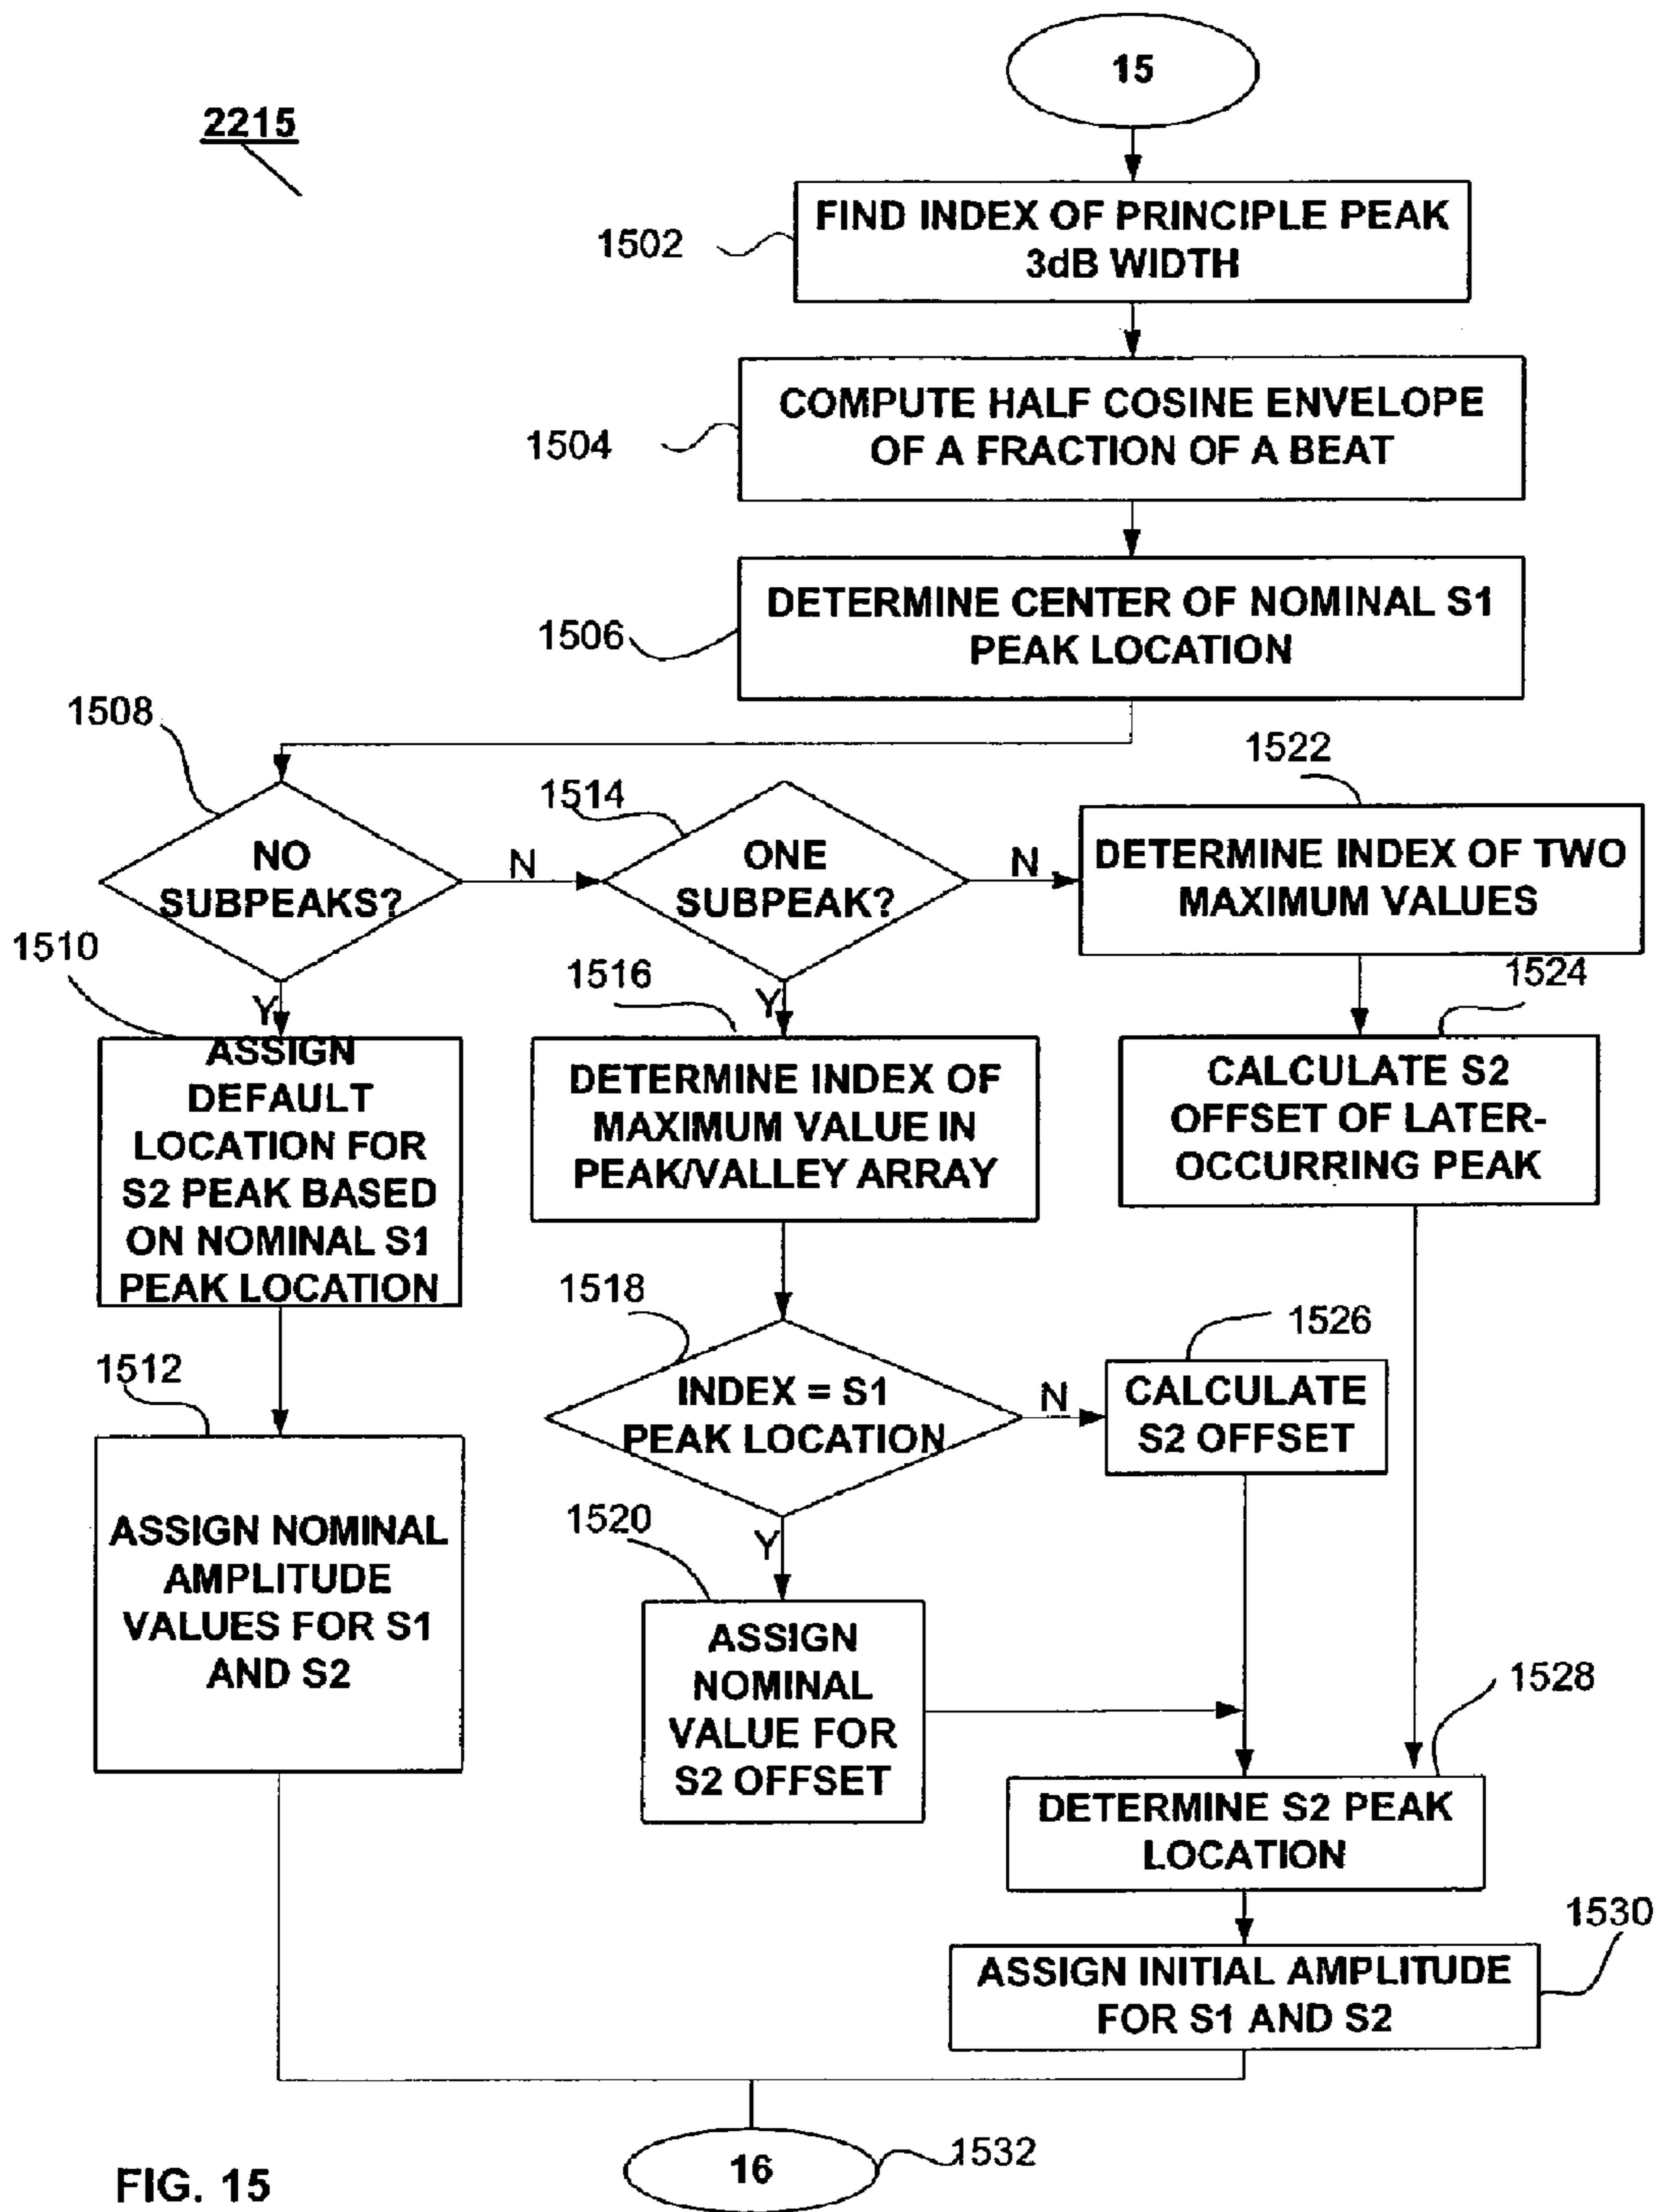 15
2215
FIND INDEX OF PRINCIPLE PEAK
3dB WIDTH
1502
COMPUTE HALF COSINE ENVELOPE
OF A FRACTION OF A BEAT
1504
DETERMINE CENTER OF NOMINAL S1
PEAK LOCATION
1506
1508
NO
SUBPEAKS?
N
Y
1514
ONE
SUBPEAK?
N
Y
1522
DETERMINE INDEX OF TWO
MAXIMUM VALUES
1510
ASSIGN
DEFAULT
LOCATION FOR
S2 PEAK BASED
ON NOMINAL S1
PEAK LOCATION
1516
DETERMINE INDEX OF
MAXIMUM VALUE IN
PEAK/VALLEY ARRAY
1524
CALCULATE S2
OFFSET OF LATER-
OCCURRING PEAK
1512
ASSIGN NOMINAL
AMPLITUDE
VALUES FOR S1
AND S2
1518
INDEX = S1
PEAK LOCATION
N
Y
1526
CALCULATE
S2 OFFSET
1520
ASSIGN
NOMINAL
VALUE FOR
S2 OFFSET
1528
DETERMINE S2 PEAK
LOCATION
1530
ASSIGN INITIAL AMPLITUDE
FOR S1 AND S2
16
1532
FIG. 15